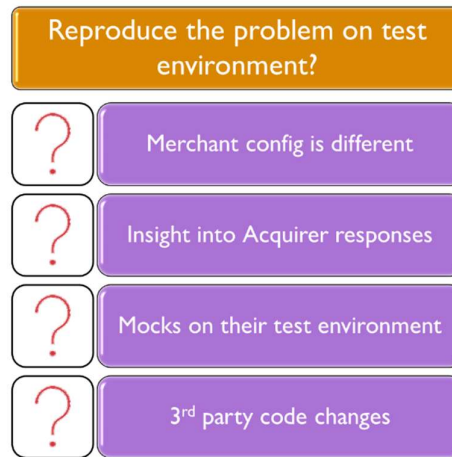 Reproduce the problem on test
environment?
?
Merchant config is different
?
Insight into Acquirer responses
?
Mocks on their test environment
?
3rd party code changes